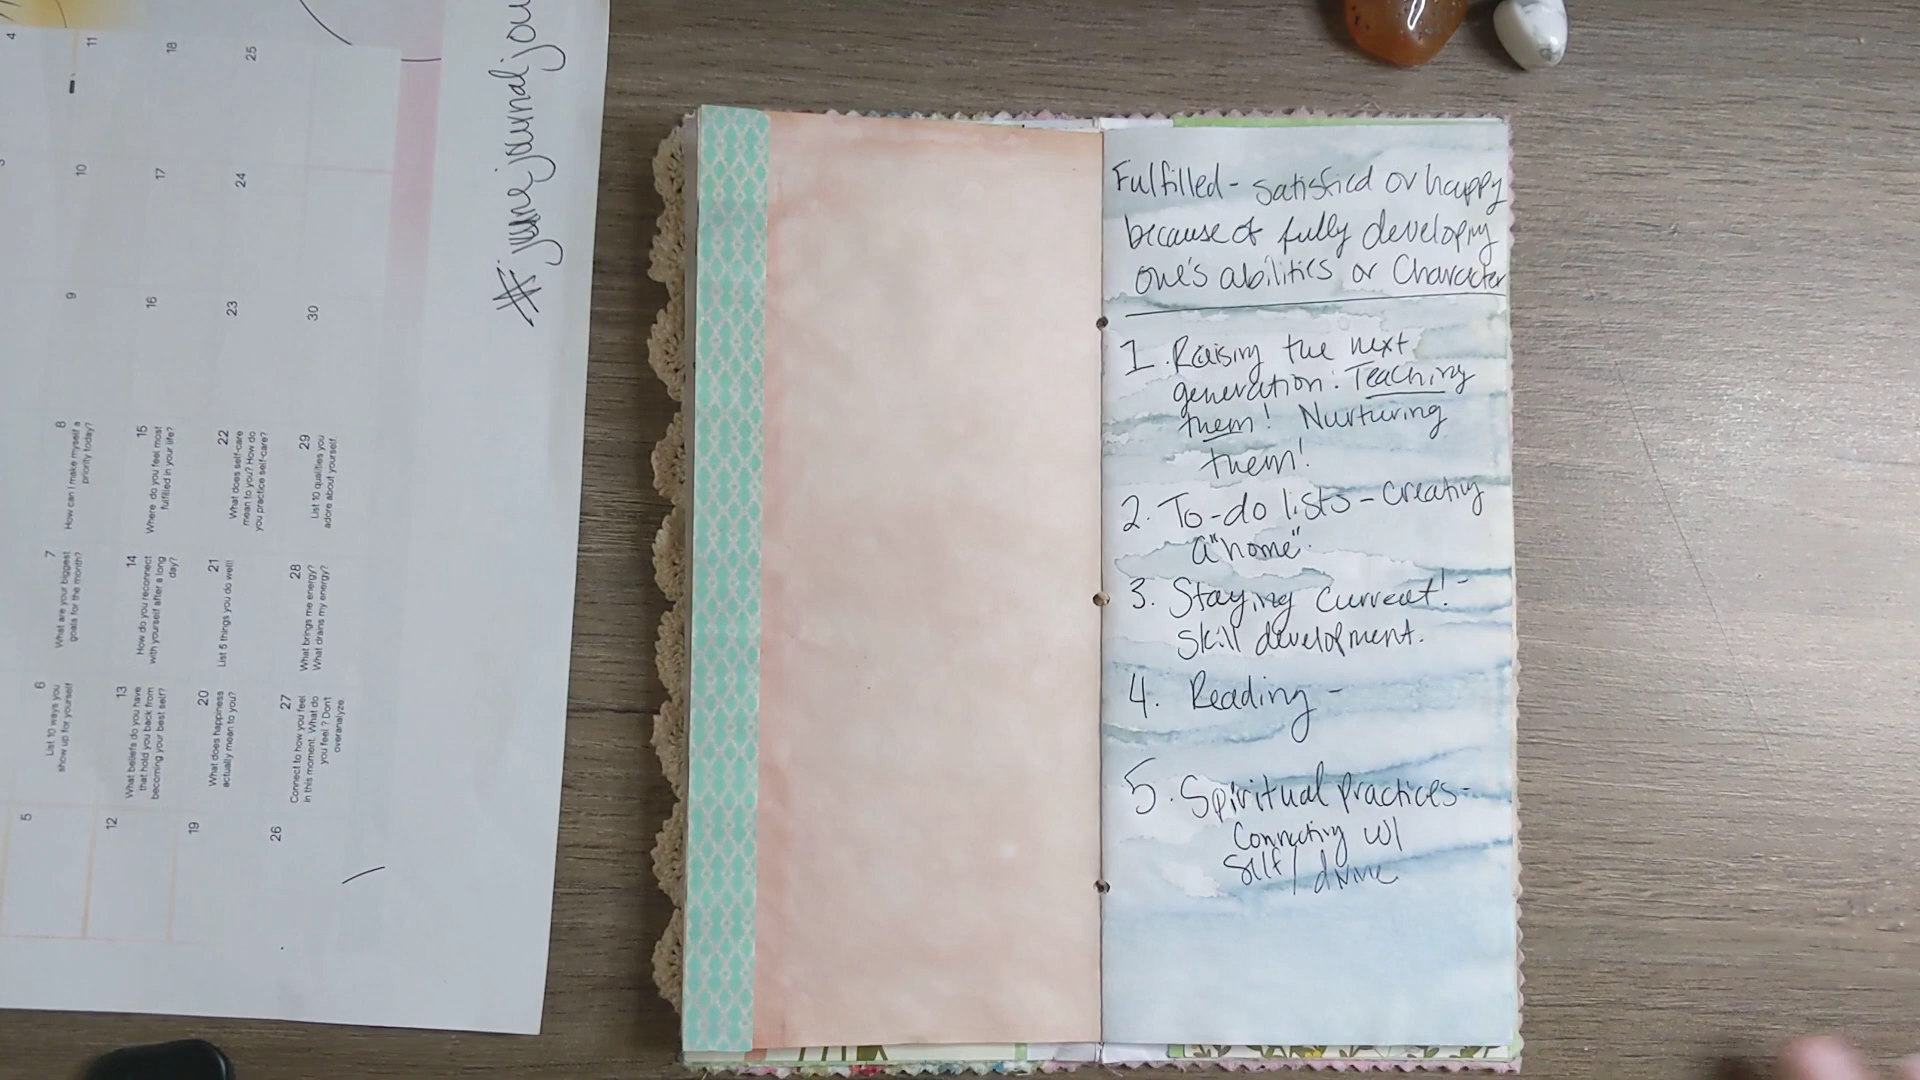 #junejournaljou
4
11
18
25
3
10
17
24
9
16
23
30
8
How can I make myself a
priority today?
15
Where do you feel most
fulfilled in your life?
22
What does self-care
mean to you? How do
you practice self-care?
29
List 10 qualities you
adore about yourself.
7
What are your biggest
goals for the month?
14
How do you reconnect
with yourself after a long
day?
21
List 5 things you do well!
28
What brings me energy?
What drains my energy?
6
List 10 ways you
show up for yourself
13
What beliefs do you have
that hold you back from
becoming your best self?
20
What does happiness
actually mean to you?
27
Connect to how you feel
in this moment. What do
you feel? Don't
overanalyze
5
12
19
26
Fulfilled - satisfied or happy
because of fully developing
one's abilities or Character
1. Raising the next
generation: Teaching
them! Nurturing
them!
2. To-do lists - Creating
a "home".
3. Staying current! -
Skill development.
4. Reading -
5. Spiritual practices -
Connecting w/
Self / divine